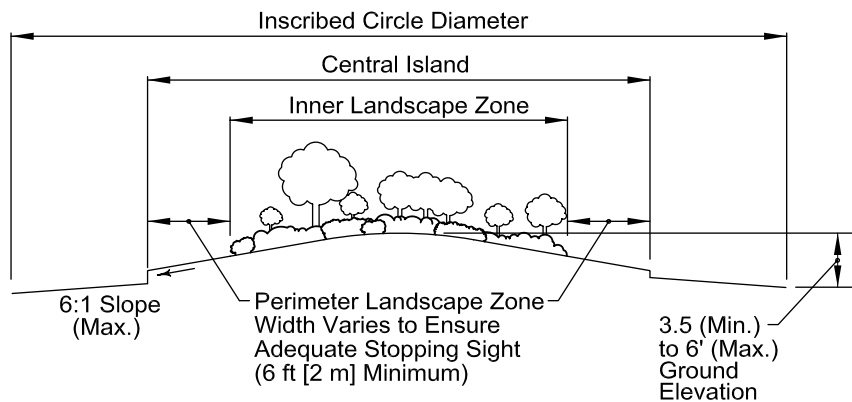 Inscribed Circle Diameter
Central Island
Inner Landscape Zone
6:1 Slope
(Max.)
Perimeter Landscape Zone
Width Varies to Ensure
Adequate Stopping Sight
(6 ft [2 m] Minimum)
3.5 (Min.)
to 6' (Max.)
Ground
Elevation